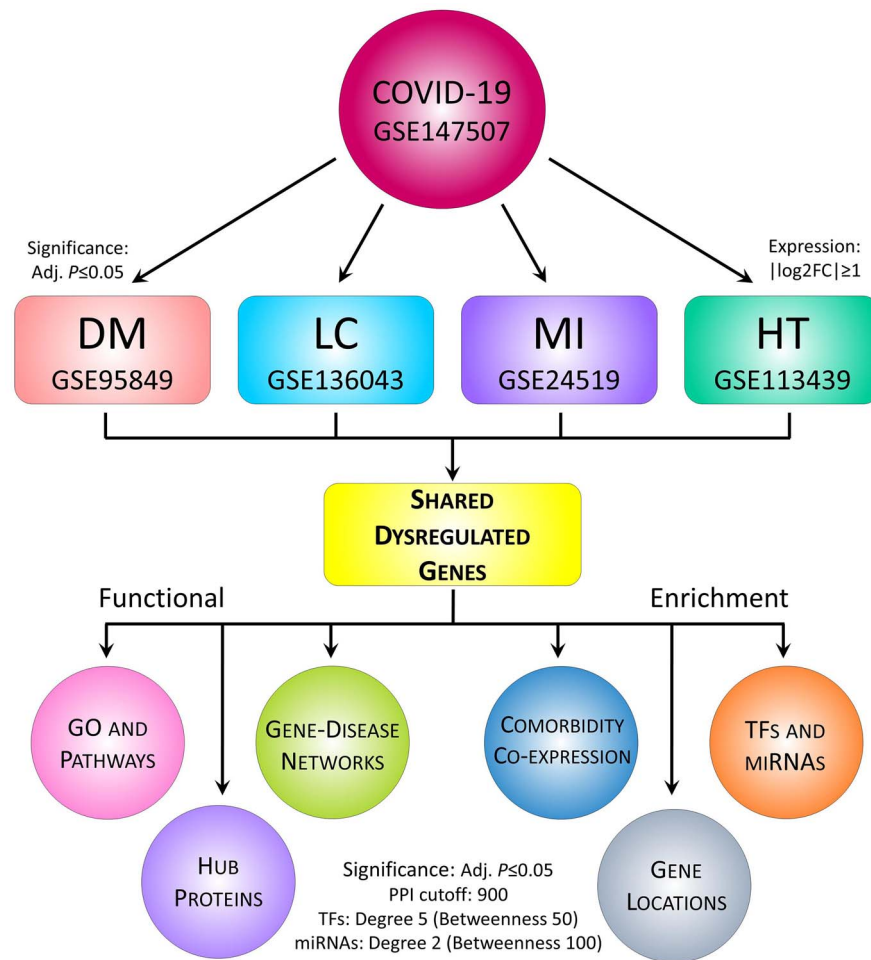 COVID-19
GSE147507
Significance:
Adj. P≤0.05
Expression:
|log2FC|≥1
DM
GSE95849
LC
GSE136043
MI
GSE24519
HT
GSE113439
SHARED
DYSREGULATED
GENES
Functional
Enrichment
GO AND
PATHWAYS
GENE-DISEASE
NETWORKS
COMORBIDITY
CO-EXPRESSION
TFS AND
MIRNAS
HUB
PROTEINS
GENE
LOCATIONS
Significance: Adj. P≤0.05
PPI cutoff: 900
TFs: Degree 5 (Betweenness 50)
miRNAs: Degree 2 (Betweenness 100)